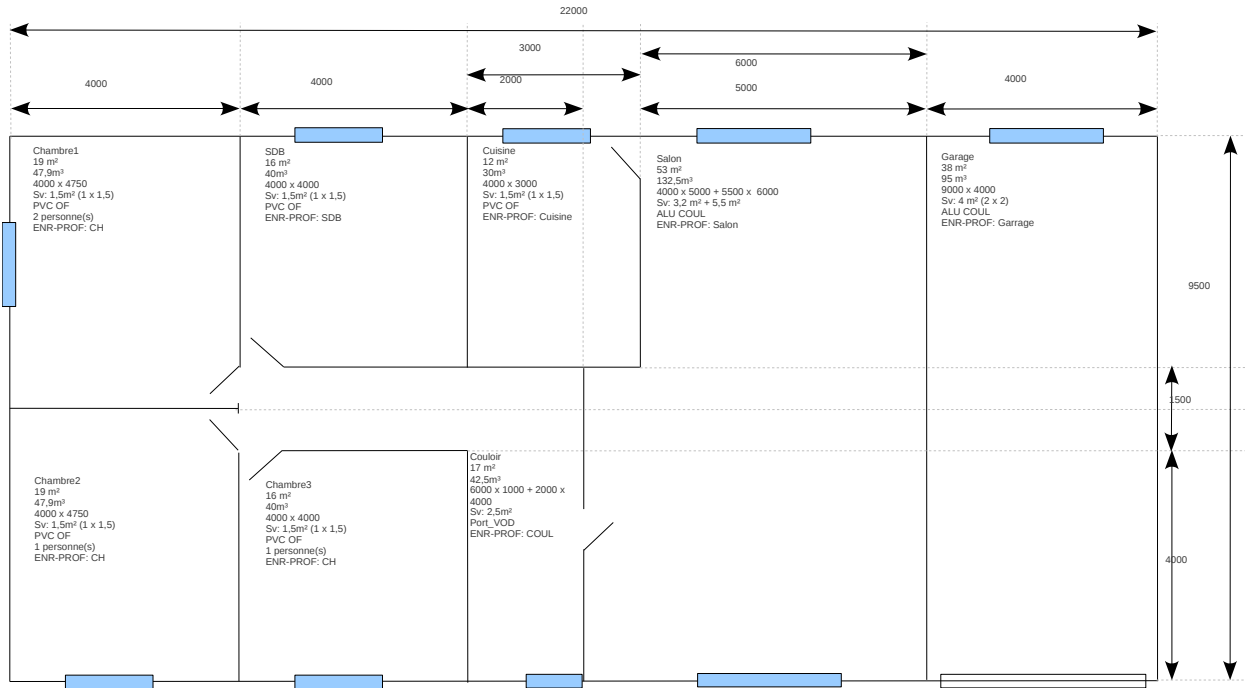 22000
3000
6000
4000
4000
2000
5000
4000
Chambre1
19 m²
47,9m³
4000 x 4750
Sv: 1,5m² (1 x 1,5)
PVC OF
2 personne(s)
ENR-PROF: CH
SDB
16 m²
40m³
4000 x 4000
Sv: 1,5m² (1 x 1,5)
PVC OF
ENR-PROF: SDB
Cuisine
12 m²
30m³
4000 x 3000
Sv: 1,5m² (1 x 1,5)
PVC OF
ENR-PROF: Cuisine
Salon
53 m²
132,5m³
4000 x 5000 + 5500 x 6000
Sv: 3,2 m² + 5,5 m²
ALU COUL
ENR-PROF: Salon
Garage
38 m²
95 m³
9000 x 4000
Sv: 4 m² (2 x 2)
ALU COUL
ENR-PROF: Garrage
9500
1500
Chambre2
19 m²
47,9m³
4000 x 4750
Sv: 1,5m² (1 x 1,5)
PVC OF
1 personne(s)
ENR-PROF: CH
Chambre3
16 m²
40m³
4000 x 4000
Sv: 1,5m² (1 x 1,5)
PVC OF
1 personne(s)
ENR-PROF: CH
Couloir
17 m²
42,5m³
6000 x 1000 + 2000 x
4000
Sv: 2,5m²
Port_VOD
ENR-PROF: COUL
4000